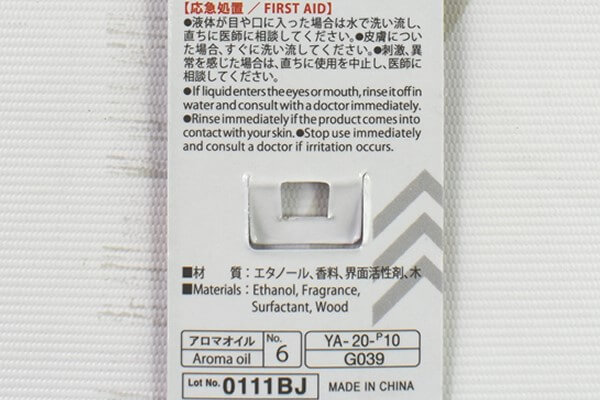 【応急処置 / FIRST AID】
●液体が目や口に入った場合は水で洗い流し、
直ちに医師に相談してください。●皮膚につい
た場合、すぐに洗い流してください。●刺激、異
常を感じた場合は、直ちに使用を中止し、医師に
相談してください。
●If liquid enters the eyes or mouth, rinse it off in
water and consult with a doctor immediately.
●Rinse immediately if the product comes into
contact with your skin. ●Stop use immediately
and consult a doctor if irritation occurs.
■材 質：エタノール、香料、界面活性剤、木
■Materials : Ethanol, Fragrance,
Surfactant, Wood
アロマオイル No. YA-20-P10
Aroma oil 6 G039
Lot No. 0111BJ MADE IN CHINA